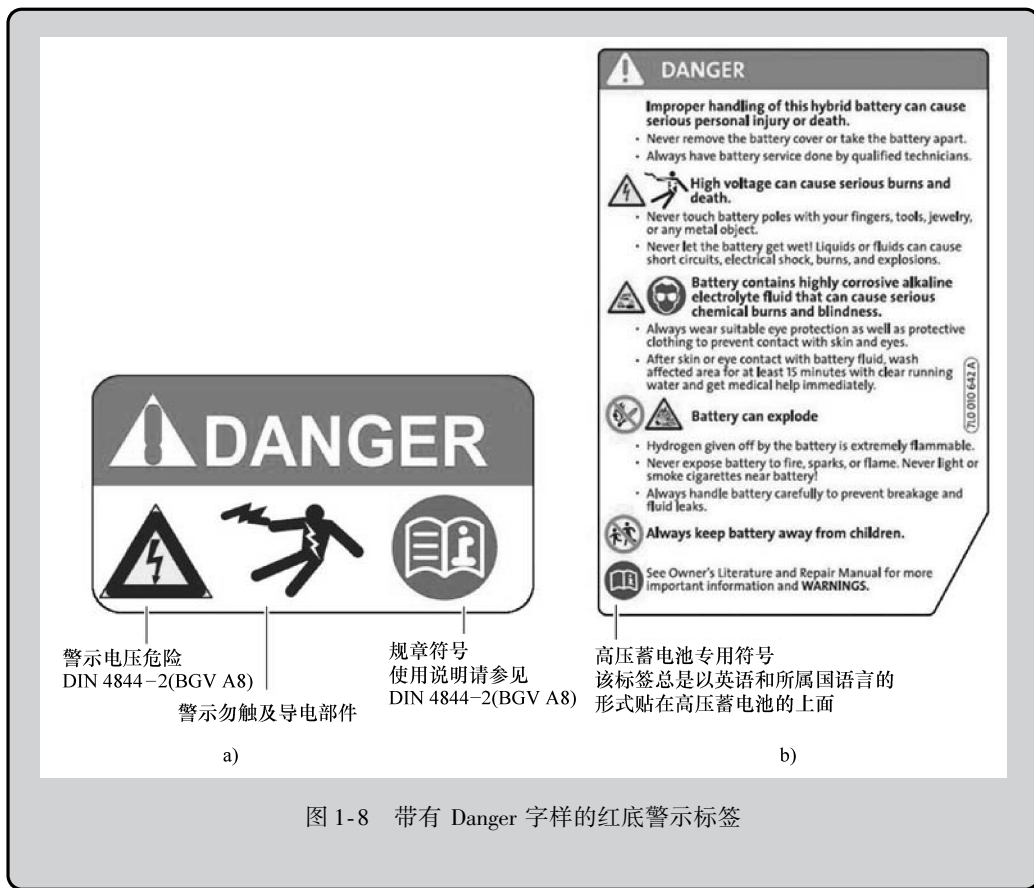 DANGER
警示电压危险
DIN 4844-2(BGV A8)
警示勿触及导电部件
规章符号
使用说明请参见
DIN 4844-2(BGV A8)
a)
DANGER
Improper handling of this hybrid battery can cause
serious personal injury or death.
· Never remove the battery cover or take the battery apart.
· Always have battery service done by qualified technicians.
High voltage can cause serious burns and
death.
· Never touch battery poles with your fingers, tools, jewelry,
or any metal object.
· Never let the battery get wet! Liquids or fluids can cause
short circuits, electrical shock, burns, and explosions.
Battery contains highly corrosive alkaline
electrolyte fluid that can cause serious
chemical burns and blindness.
· Always wear suitable eye protection as well as protective
clothing to prevent contact with skin and eyes.
· After skin or eye contact with battery fluid, wash
affected area for at least 15 minutes with clear running
water and get medical help immediately.
7L0 010 642 A
Battery can explode
· Hydrogen given off by the battery is extremely flammable.
· Never expose battery to fire, sparks, or flame. Never light or
smoke cigarettes near battery!
· Always handle battery carefully to prevent breakage and
fluid leaks.
Always keep battery away from children.
See Owner's Literature and Repair Manual for more
important information and WARNINGS.
高压蓄电池专用符号
该标签总是以英语和所属国语言的
形式贴在高压蓄电池的上面
b)
图 1-8 带有 Danger 字样的红底警示标签